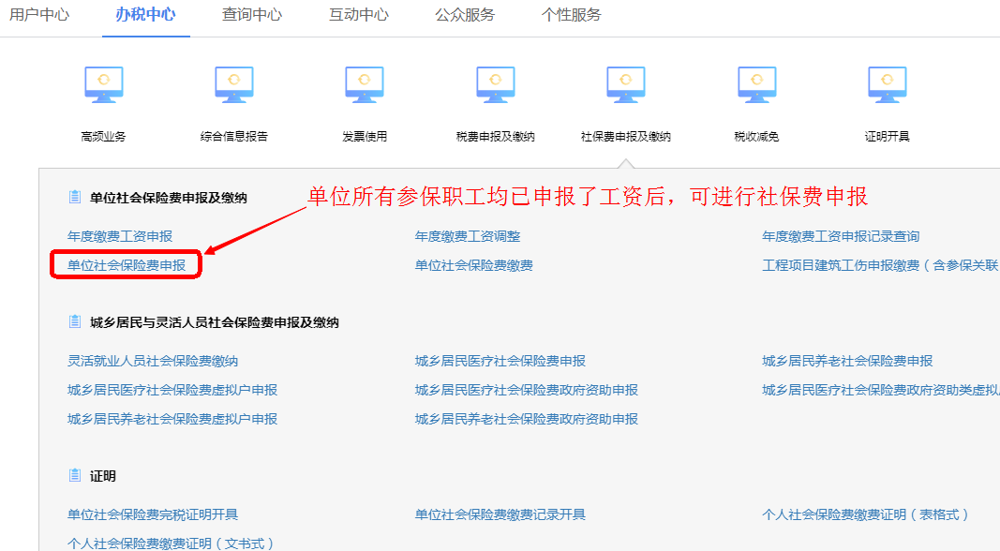 用户中心 办税中心 查询中心 互动中心 公众服务 个性服务
高频业务 综合信息报告 发票使用 税费申报及缴纳 社保费申报及缴纳 税收减免 证明开具
单位社会保险费申报及缴纳
单位所有参保职工均已申报了工资后，可进行社保费申报
年度缴费工资申报 年度缴费工资调整 年度缴费工资申报记录查询
单位社会保险费申报 单位社会保险费缴费 工程项目建筑工伤申报缴费（含参保关联
城乡居民与灵活人员社会保险费申报及缴纳
灵活就业人员社会保险费缴纳 城乡居民医疗社会保险费申报 城乡居民养老社会保险费申报
城乡居民医疗社会保险费虚拟户申报 城乡居民医疗社会保险费政府资助申报 城乡居民医疗社会保险费政府资助类虚拟
城乡居民养老社会保险费虚拟户申报 城乡居民养老社会保险费政府资助申报
证明
单位社会保险费完税证明开具 单位社会保险费缴费记录开具 个人社会保险费缴费证明（表格式）
个人社会保险费缴费证明（文书式）